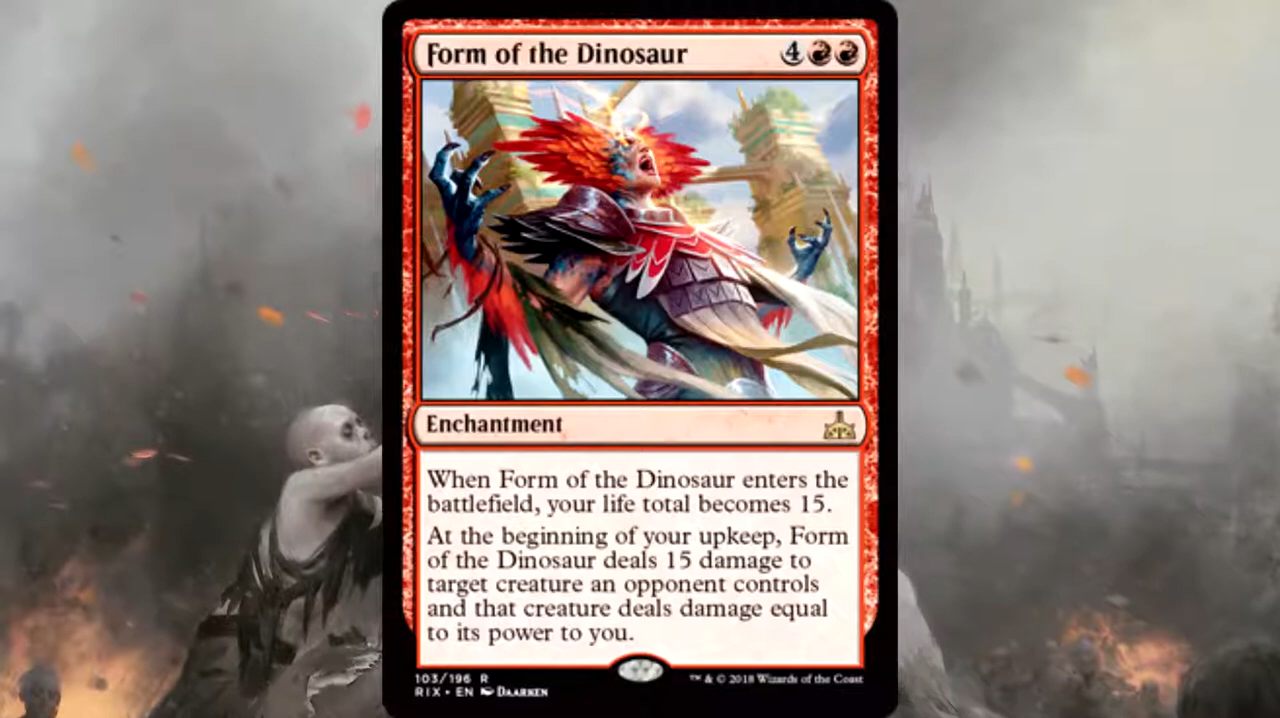 Form of the Dinosaur 4
Enchantment
When Form of the Dinosaur enters the
battlefield, your life total becomes 15.
At the beginning of your upkeep, Form
of the Dinosaur deals 15 damage to
target creature an opponent controls
and that creature deals damage equal
to its power to you.
103/196 R
RIX • EN DAARKEN
™ & © 2018 Wizards of the Coast